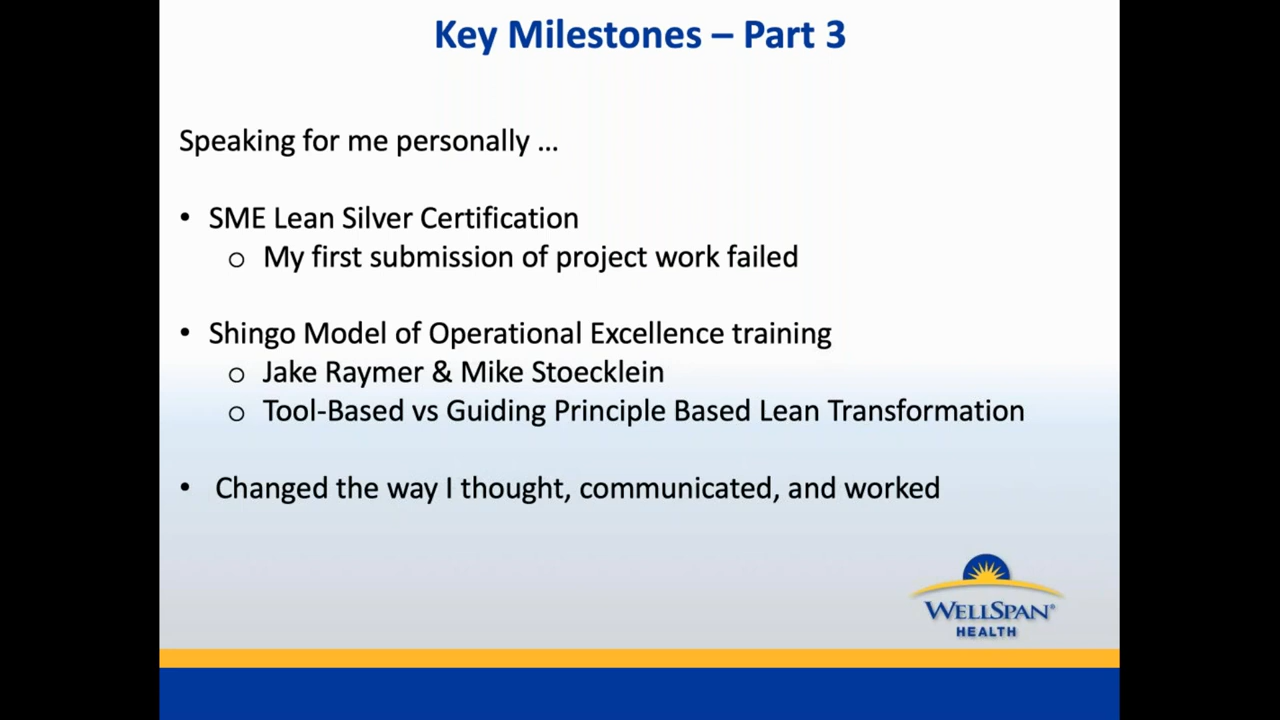 Key Milestones – Part 3
Speaking for me personally ...
• SME Lean Silver Certification
o My first submission of project work failed
• Shingo Model of Operational Excellence training
o Jake Raymer & Mike Stoecklein
o Tool-Based vs Guiding Principle Based Lean Transformation
• Changed the way I thought, communicated, and worked
WELLSPAN®
HEALTH